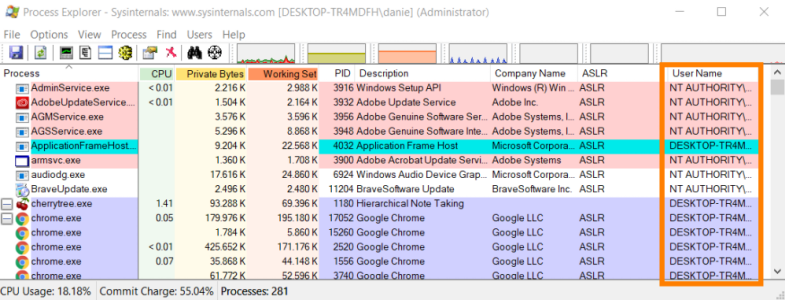 Process Explorer - Sysinternals: www.sysinternals.com [DESKTOP-TR4MDFH\danie] (Administrator)
File Options View Process Find Users Help
Process CPU Private Bytes Working Set PID Description Company Name ASLR User Name
AdminService.exe < 0.01 2.216 K 2.988 K 3916 Windows Setup API Windows (R) Win ... ASLR NT AUTHORITY\...
AdobeUpdateService.... < 0.01 1.504 K 2.164 K 3932 Adobe Update Service Adobe Inc. ASLR NT AUTHORITY\...
AGMService.exe 3.576 K 3.596 K 3956 Adobe Genuine Software Ser... Adobe Systems, I... ASLR NT AUTHORITY\...
AGSService.exe 5.296 K 8.868 K 3948 Adobe Genuine Software Inte... Adobe Systems, I... ASLR NT AUTHORITY\...
ApplicationFrameHost... 9.204 K 22.568 K 4032 Application Frame Host Microsoft Corpora... ASLR DESKTOP-TR4M...
armsvc.exe 1.360 K 1.708 K 3900 Adobe Acrobat Update Servi... Adobe Systems ASLR NT AUTHORITY\...
audiodg.exe 17.616 K 24.860 K 6924 Windows Audio Device Grap... Microsoft Corpora... ASLR NT AUTHORITY\...
BraveUpdate.exe 2.496 K 2.480 K 11204 BraveSoftware Update BraveSoftware Inc. ASLR NT AUTHORITY\...
cherrytree.exe 1.41 93.288 K 69.396 K 1180 Hierarchical Note Taking ASLR DESKTOP-TR4M...
chrome.exe 0.05 179.976 K 195.180 K 17052 Google Chrome Google LLC ASLR DESKTOP-TR4M...
chrome.exe 1.784 K 5.860 K 15260 Google Chrome Google LLC ASLR DESKTOP-TR4M...
chrome.exe < 0.01 425.652 K 171.176 K 2520 Google Chrome Google LLC ASLR DESKTOP-TR4M...
chrome.exe 0.07 35.868 K 44.148 K 1556 Google Chrome Google LLC ASLR DESKTOP-TR4M...
chrome.exe 61.772 K 52.596 K 3740 Google Chrome Google LLC ASLR DESKTOP-TR4M...
CPU Usage: 18.18% Commit Charge: 55.04% Processes: 281